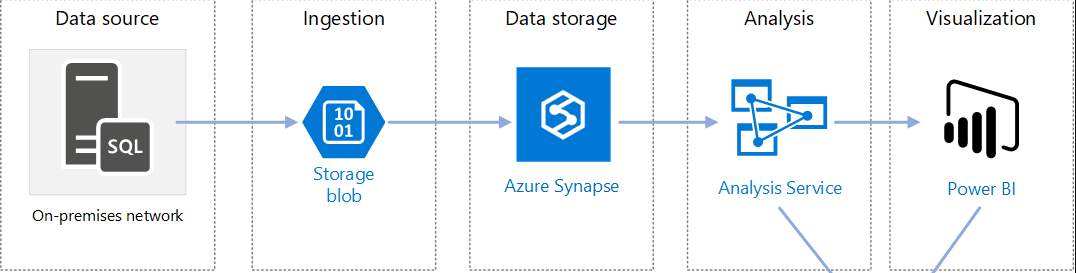 Data source
Ingestion
Data storage
Analysis
Visualization
SQL
10
01
Storage
blob
Azure Synapse
Analysis Service
Power BI
On-premises network